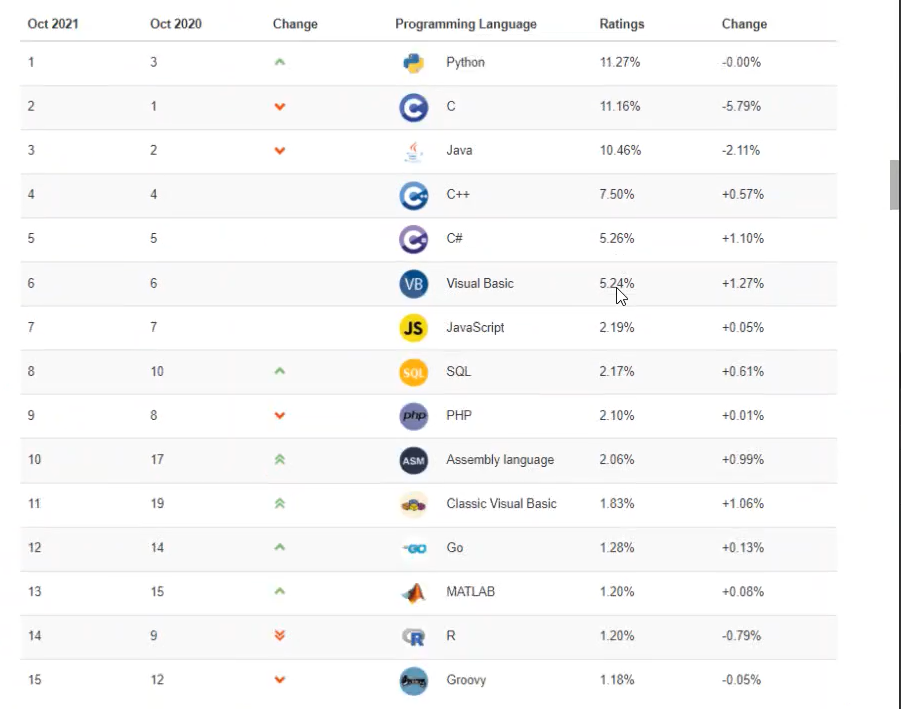 Oct 2021 Oct 2020 Change Programming Language Ratings Change
1 3 Python 11.27% -0.00%
2 1 C 11.16% -5.79%
3 2 Java 10.46% -2.11%
4 4 C++ 7.50% +0.57%
5 5 C# 5.26% +1.10%
6 6 VB Visual Basic 5.24% +1.27%
7 7 JS JavaScript 2.19% +0.05%
8 10 SQL SQL 2.17% +0.61%
9 8 php PHP 2.10% +0.01%
10 17 ASM Assembly language 2.06% +0.99%
11 19 Classic Visual Basic 1.83% +1.06%
12 14 GO Go 1.28% +0.13%
13 15 MATLAB 1.20% +0.08%
14 9 R R 1.20% -0.79%
15 12 Groovy 1.18% -0.05%